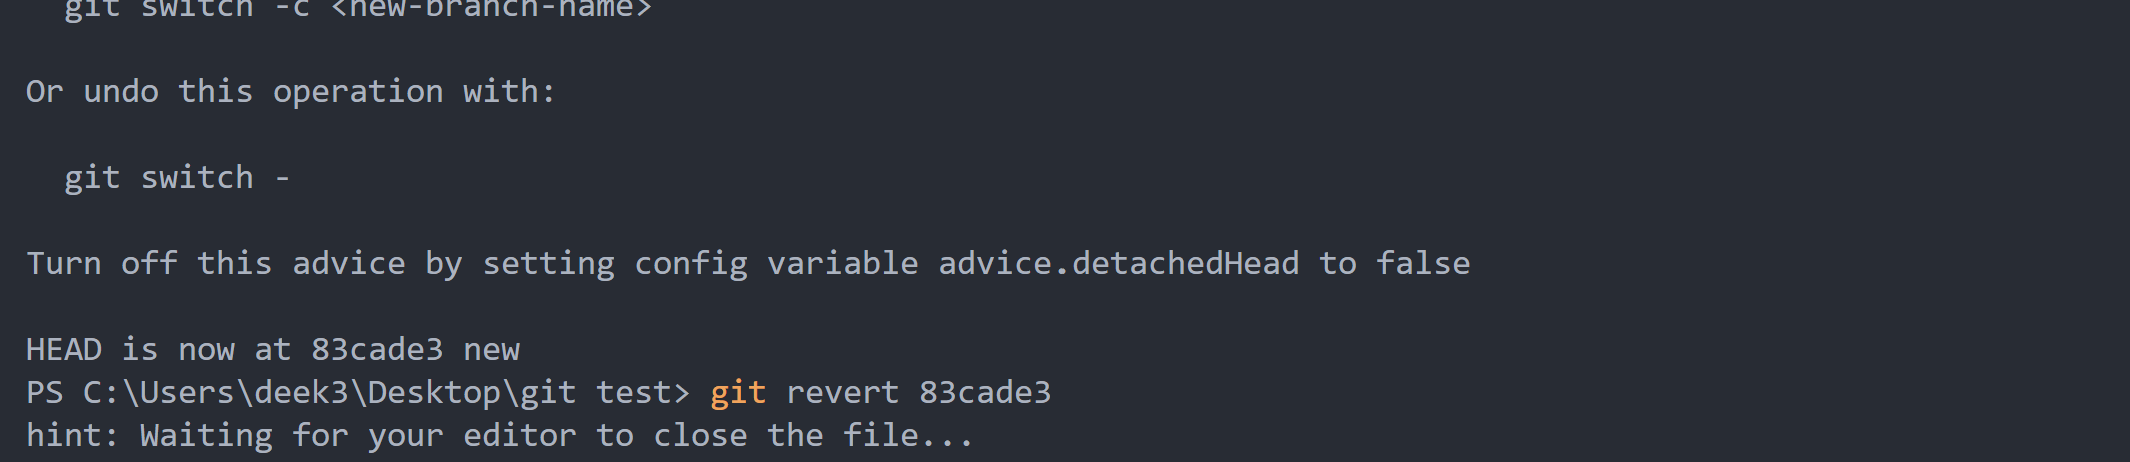 git switch -c <new-branch-name>
Or undo this operation with:
git switch -
Turn off this advice by setting config variable advice.detachedHead to false
HEAD is now at 83cade3 new
PS C:\Users\deek3\Desktop\git test> git revert 83cade3
hint: Waiting for your editor to close the file...